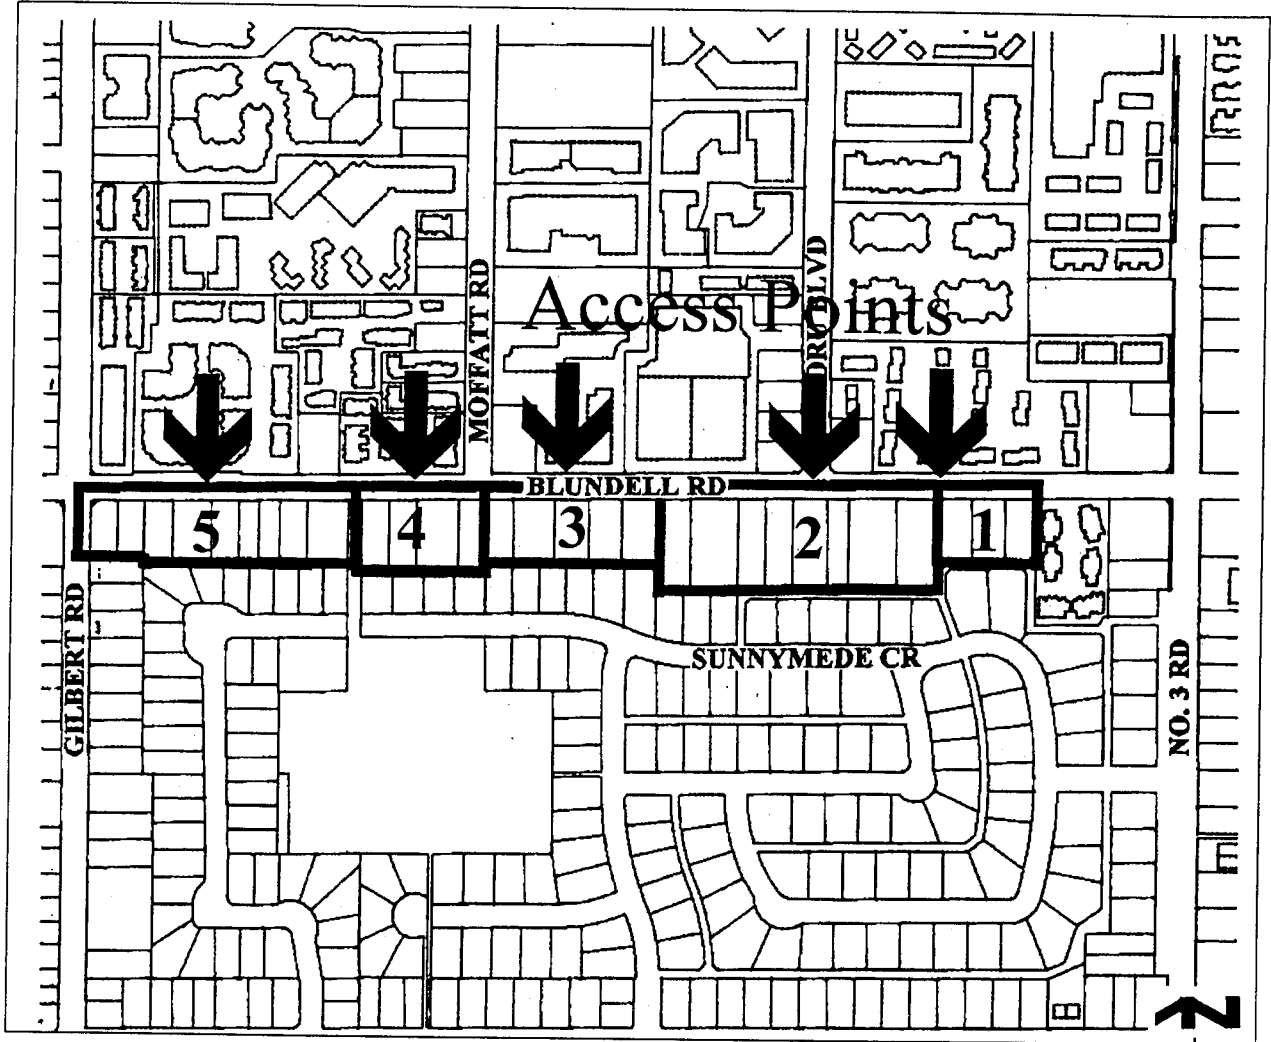 Access Points
MOFFATT RD
BLUNDELL RD
5
4
3
2
1
GILBERT RD
SUNNYMEDE CR
NO. 3 RD
N